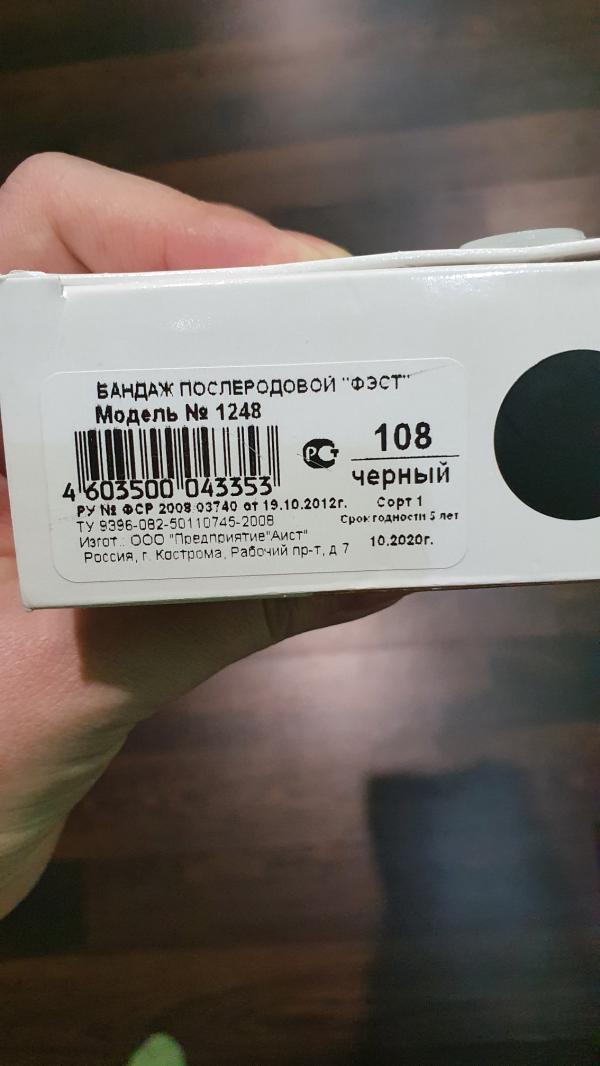 БАНДАЖ ПОСЛЕРОДОВОЙ "ФЭСТ"
Модель № 1248
4 603500 043353
РСТ
108
черный
РУ № ФСР 2008 03740 от 19.10.2012г.
ТУ 9396-082-50110745-2008
Изгот.: ООО "Предприятие"Аист"
Россия, г. Кострома, Рабочий пр-т, д 7
Сорт 1
Срок годности 5 лет
10.2020г.